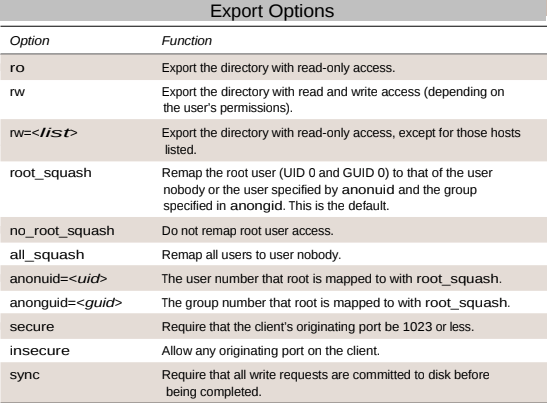 Export Options
Option Function
ro Export the directory with read-only access.
rw Export the directory with read and write access (depending on
the user's permissions).
rw=<list> Export the directory with read-only access, except for those hosts
listed.
root_squash Remap the root user (UID 0 and GUID 0) to that of the user
nobody or the user specified by anonuid and the group
specified in anongid. This is the default.
no_root_squash Do not remap root user access.
all_squash Remap all users to user nobody.
anonuid=<uid> The user number that root is mapped to with root_squash.
anonguid=<guid> The group number that root is mapped to with root_squash.
secure Require that the client's originating port be 1023 or less.
insecure Allow any originating port on the client.
sync Require that all write requests are committed to disk before
being completed.